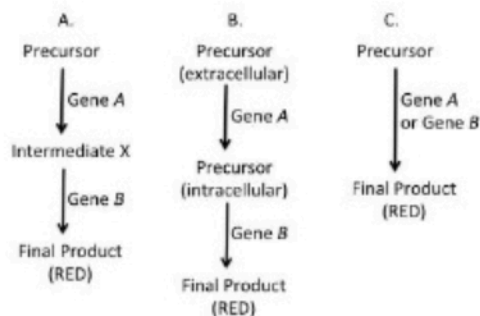 A.
Precursor
Gene A
Intermediate X
Gene B
Final Product
(RED)
B.
Precursor
(extracellular)
Gene A
Precursor
(intracellular)
Gene B
Final Product
(RED)
C.
Precursor
Gene A
or Gene B
Final Product
(RED)